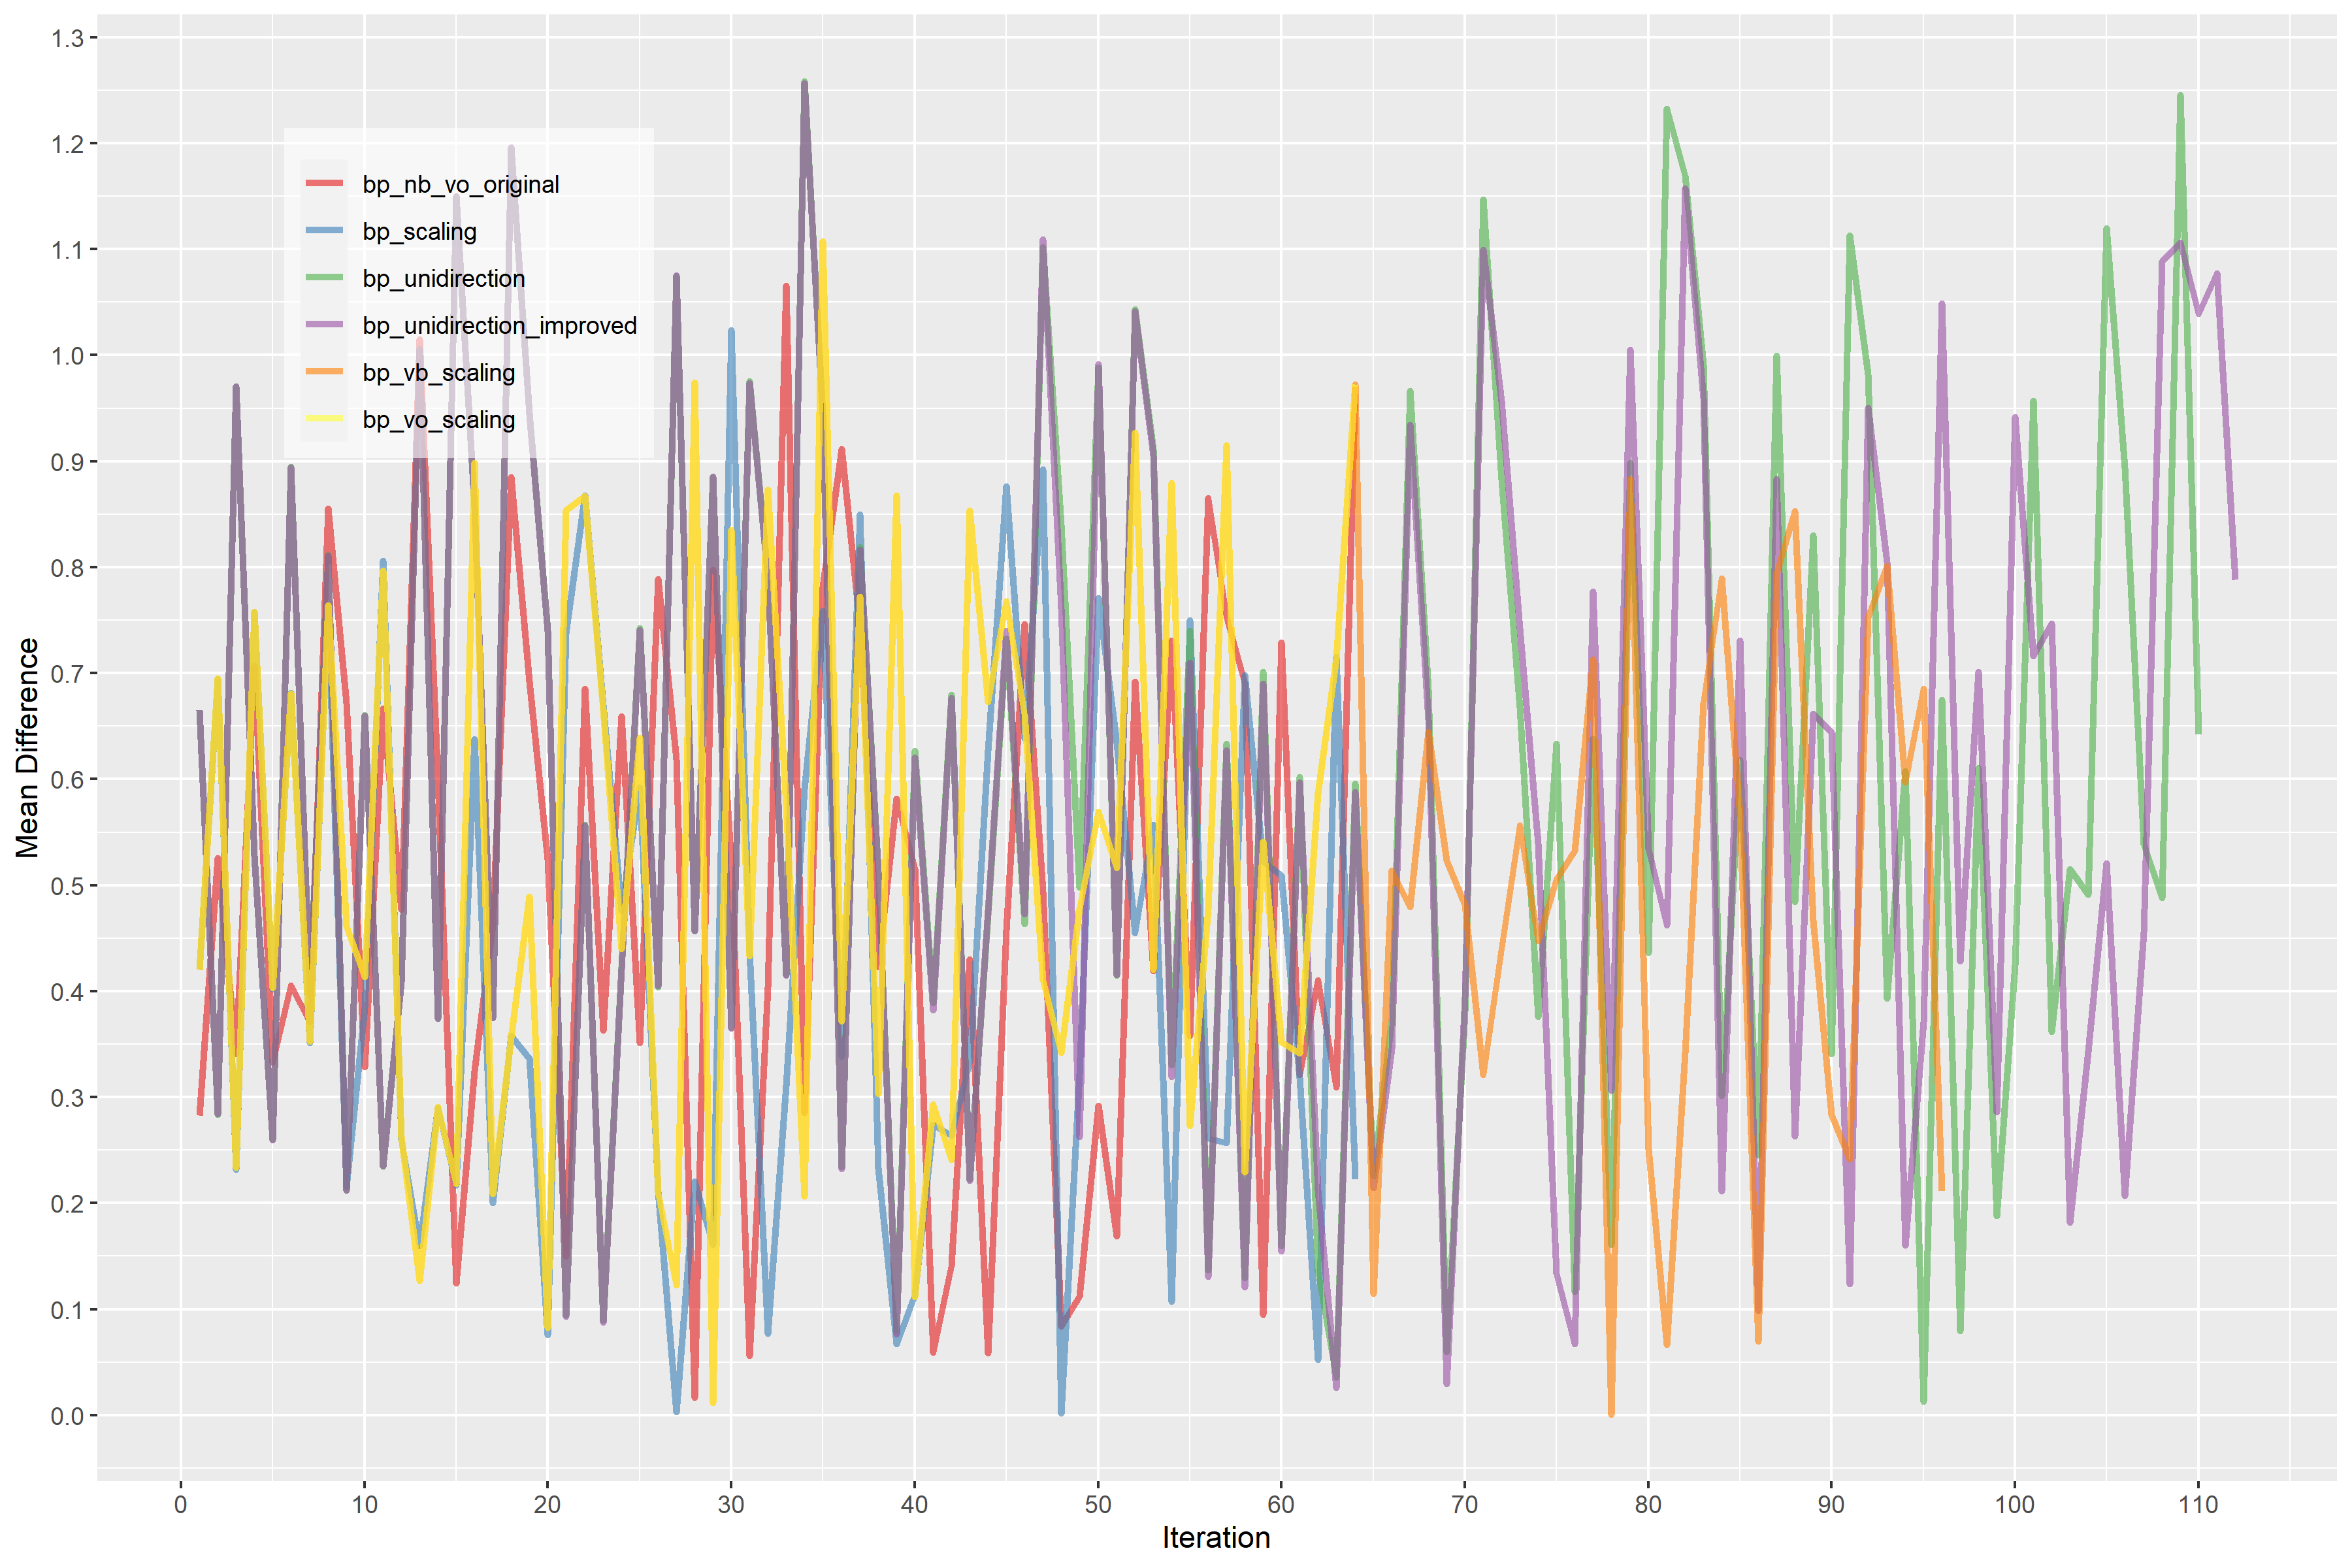 1.3
1.2
1.1
1.0
0.9
0.8
0.7
0.6
0.5
0.4
0.3
0.2
0.1
0.0
Mean Difference
bp_nb_vo_original
bp_scaling
bp_unidirection
bp_unidirection_improved
bp_vb_scaling
bp_vo_scaling
0 10 20 30 40 50 60 70 80 90 100 110
Iteration